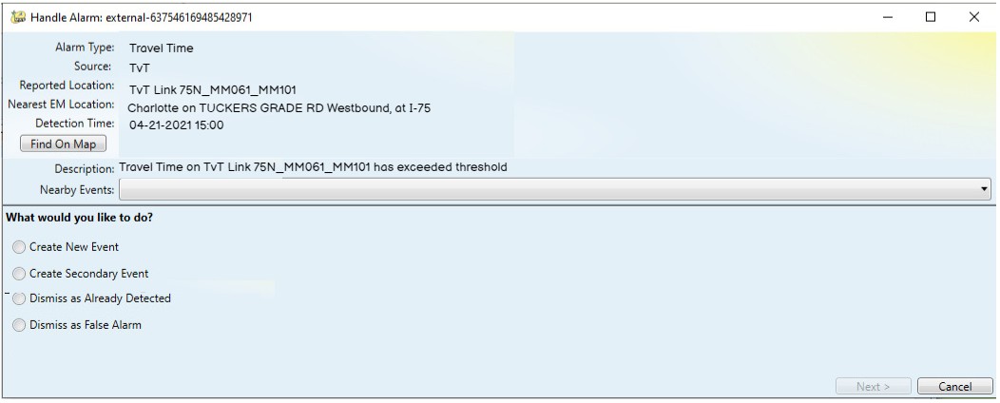 Handle Alarm: external-637546169485428971
Alarm Type: Travel Time
Source: TvT
Reported Location: TvT Link 75N_MM061_MM101
Nearest EM Location: Charlotte on TUCKERS GRADE RD Westbound, at I-75
Detection Time: 04-21-2021 15:00
Find On Map
Description: Travel Time on TvT Link 75N_MM061_MM101 has exceeded threshold
Nearby Events:
What would you like to do?
Create New Event
Create Secondary Event
Dismiss as Already Detected
Dismiss as False Alarm
Next > Cancel